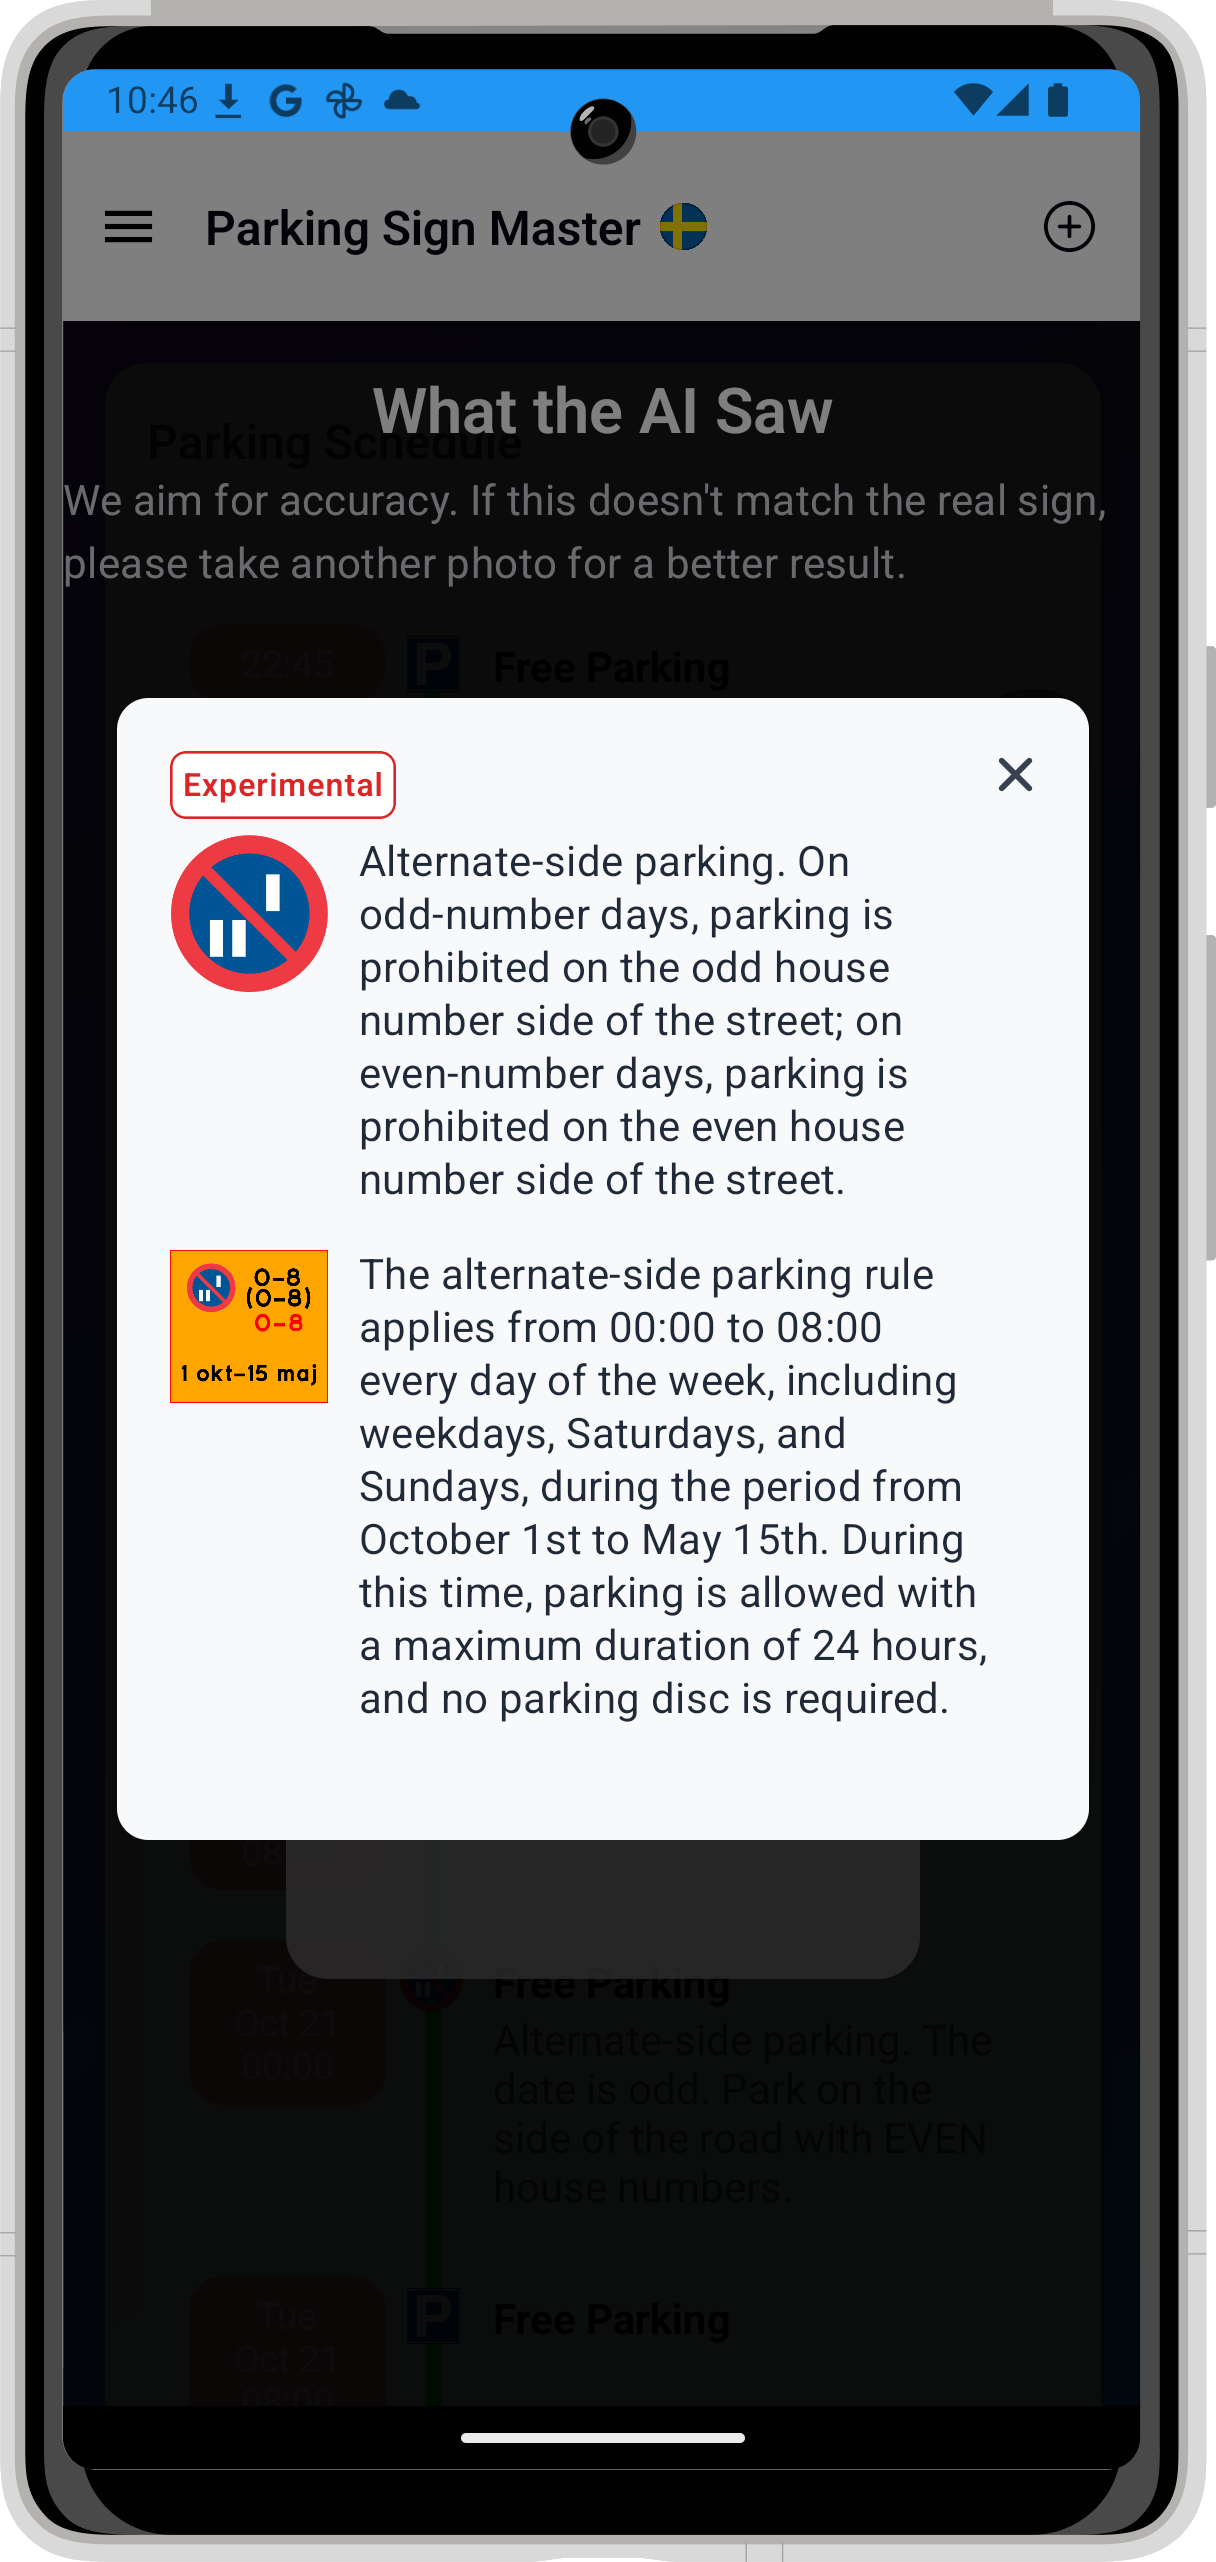 10:46
Parking Sign Master
What the AI Saw
Parking Schedule
We aim for accuracy. If this doesn't match the real sign,
please take another photo for a better result.
22:45
P
Free Parking
Experimental
Alternate-side parking. On
odd-number days, parking is
prohibited on the odd house
number side of the street; on
even-number days, parking is
prohibited on the even house
number side of the street.
0-8
(0-8)
0-8
1 okt-15 maj
The alternate-side parking rule
applies from 00:00 to 08:00
every day of the week, including
weekdays, Saturdays, and
Sundays, during the period from
October 1st to May 15th. During
this time, parking is allowed with
a maximum duration of 24 hours,
and no parking disc is required.
Tue
Oct 21
00:00
Free Parking
Alternate-side parking. The
date is odd. Park on the
side of the road with EVEN
house numbers.
Tue
Oct 21
08:00
P
Free Parking